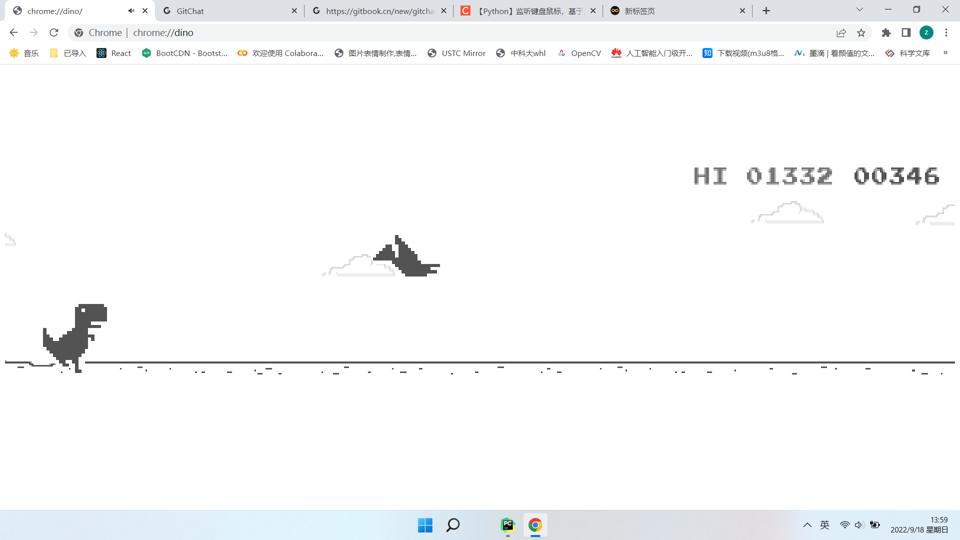 chrome://dino/
GitChat
https://gitbook.cn/new/gitcha
【Python】监听键盘鼠标，基于
新标签页
Chrome | chrome://dino
音乐
已导入
React
BootCDN - Bootst...
欢迎使用 Colabora...
图片表情制作,表情...
USTC Mirror
中科大whl
OpenCV
人工智能入门级开...
下载视频(m3u8格...
墨滴 | 看颜值的文...
科学文库
»
HI 01332 00346
英
13:59
2022/9/18 星期日